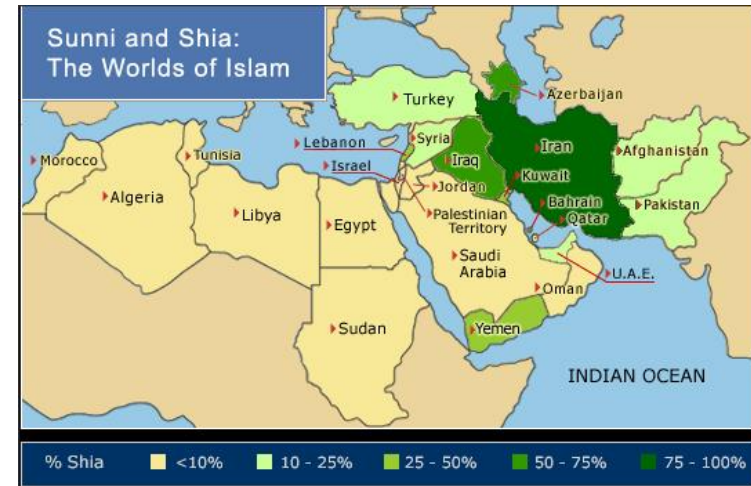 Sunni and Shia:
The Worlds of Islam
Azerbaijan
Turkey
Lebanon
Syria
Iran
Afghanistan
Morocco
Tunisia
Israel
Iraq
Kuwait
Algeria
Jordan
Bahrain
Pakistan
Libya
Egypt
Palestinian
Territory
Qatar
Saudi
Arabia
U.A.E.
Oman
Sudan
Yemen
INDIAN OCEAN
% Shia <10% 10 - 25% 25 - 50% 50 - 75% 75 - 100%